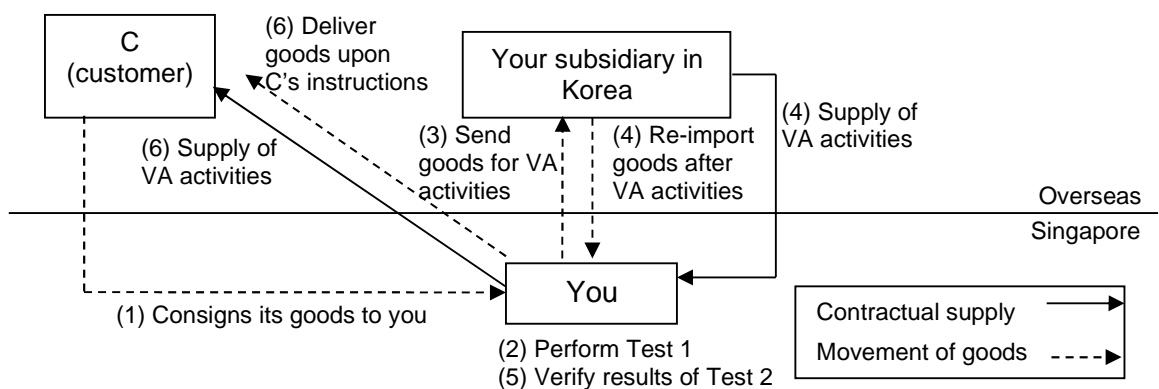 C
(customer)
(6) Deliver
goods upon
C's instructions
Your subsidiary in
Korea
(6) Supply of
VA activities
(3) Send
goods for VA
activities
(4) Re-import
goods after
VA activities
(4) Supply of
VA activities
Overseas
Singapore
You
(1) Consigns its goods to you
(2) Perform Test 1
(5) Verify results of Test 2
Contractual supply
Movement of goods